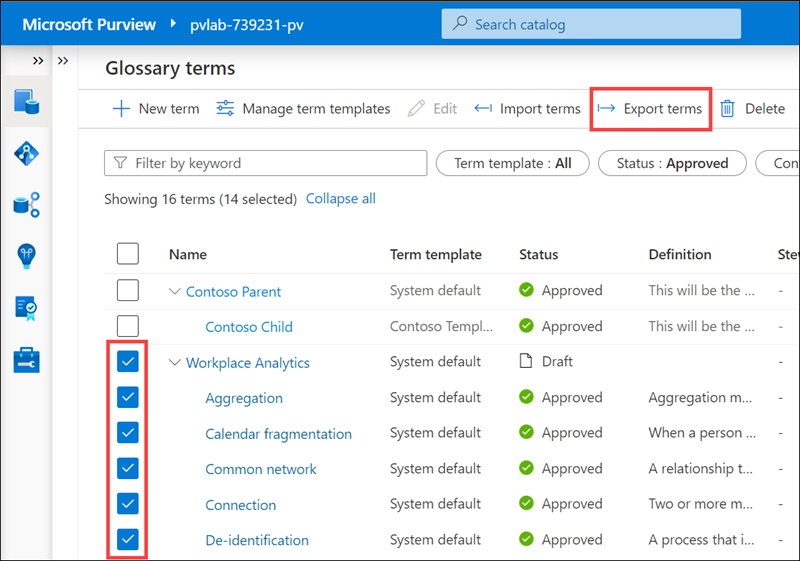 Microsoft Purview pvlab-739231-pv Search catalog
Glossary terms
New term Manage term templates Edit Import terms Export terms Delete
Filter by keyword Term template : All Status : Approved Con
Showing 16 terms (14 selected) Collapse all
Name Term template Status Definition Stew
Contoso Parent System default Approved This will be the ... -
Contoso Child Contoso Templ... Approved This will be the ... -
Workplace Analytics System default Draft -
Aggregation System default Approved Aggregation m... -
Calendar fragmentation System default Approved When a person ... -
Common network System default Approved A relationship t... -
Connection System default Approved Two or more m... -
De-identification System default Approved A process that i... -